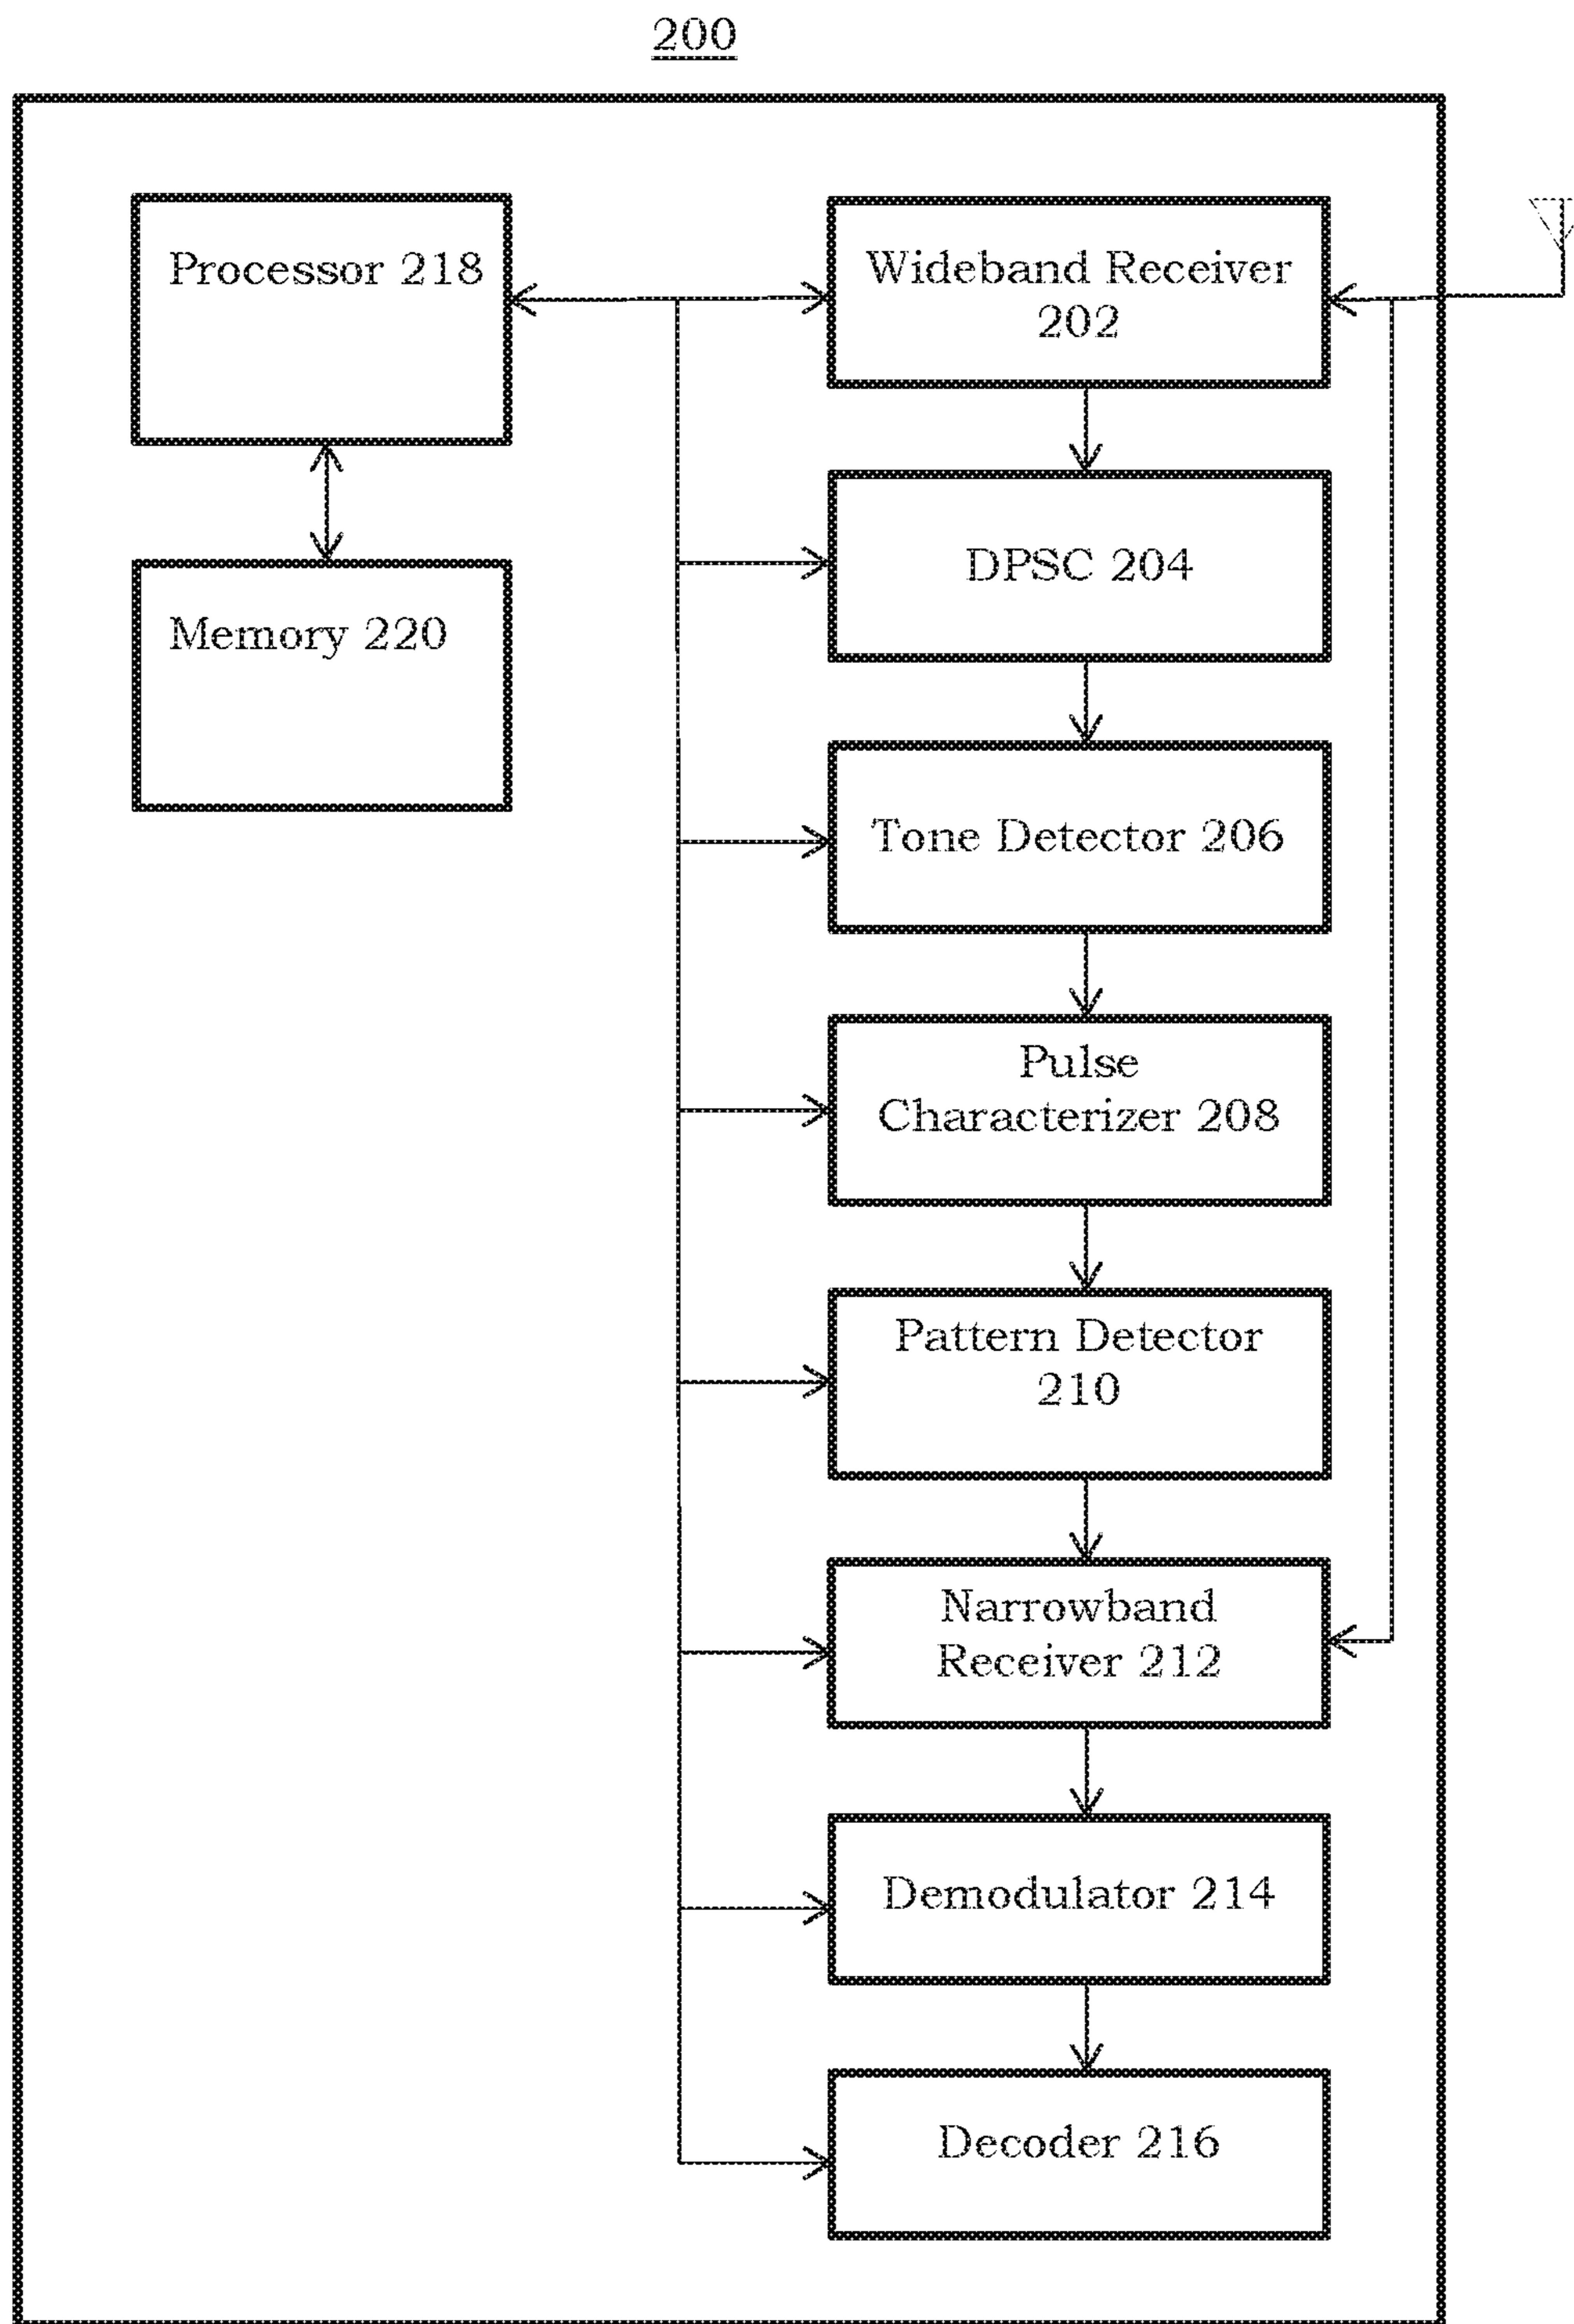 200
Processor 218
Memory 220
Wideband Receiver
202
DPSC 204
Tone Detector 206
Pulse
Characterizer 208
Pattern Detector
210
Narrowband
Receiver 212
Demodulator 214
Decoder 216